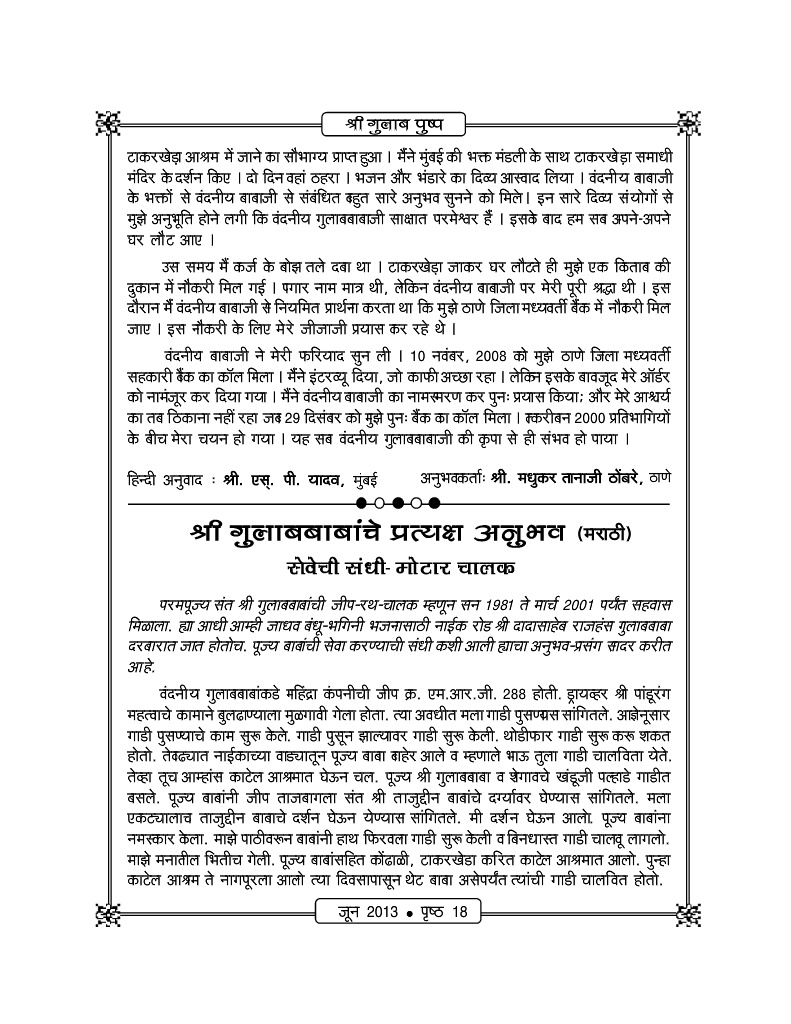 श्री गुलाब पुष्प
टाकरखेड़ा आश्रम में जाने का सौभाग्य प्राप्त हुआ । मैंने मुंबई की भक्त मंडली के साथ टाकरखेड़ा समाधी
मंदिर के दर्शन किए । दो दिन वहां ठहरा । भजन और भंडारे का दिव्य आस्वाद लिया । वंदनीय बाबाजी
के भक्तों से वंदनीय बाबाजी से संबंधित बहुत सारे अनुभव सुनने को मिले । इन सारे दिव्य संयोगों से
मुझे अनुभूति होने लगी कि वंदनीय गुलाबबाबाजी साक्षात परमेश्वर हैं । इसके बाद हम सब अपने-अपने
घर लौट आए ।
उस समय मैं कर्ज के बोझ तले दबा था । टाकरखेड़ा जाकर घर लौटते ही मुझे एक किताब की
दुकान में नौकरी मिल गई । पगार नाम मात्र थी, लेकिन वंदनीय बाबाजी पर मेरी पूरी श्रद्धा थी । इस
दौरान मैं वंदनीय बाबाजी से नियमित प्रार्थना करता था कि मुझे ठाणे जिला मध्यवर्ती बैंक में नौकरी मिल
जाए । इस नौकरी के लिए मेरे जीजाजी प्रयास कर रहे थे ।
वंदनीय बाबाजी ने मेरी फरियाद सुन ली । 10 नवंबर, 2008 को मुझे ठाणे जिला मध्यवर्ती
सहकारी बैंक का कॉल मिला । मैंने इंटरव्यू दिया, जो काफी अच्छा रहा । लेकिन इसके बावजूद मेरे ऑर्डर
को नामंजूर कर दिया गया । मैंने वंदनीय बाबाजी का नामस्मरण कर पुनः प्रयास किया; और मेरे आश्चर्य
का तब ठिकाना नहीं रहा जब 29 दिसंबर को मुझे पुनः बैंक का कॉल मिला । तकरीबन 2000 प्रतिभागियों
के बीच मेरा चयन हो गया । यह सब वंदनीय गुलाबबाबाजी की कृपा से ही संभव हो पाया ।
हिन्दी अनुवाद : श्री. एस्. पी. यादव, मुंबई अनुभवकर्ताः श्री. मधुकर तानाजी ठोंबरे, ठाणे
श्री गुलाबबाबांचे प्रत्यक्ष अनुभव (मराठी)
सेवेची संधी- मोटार चालक
परमपूज्य संत श्री गुलाबबाबांची जीप-रथ-चालक म्हणून सन 1981 ते मार्च 2001 पर्यंत सहवास
मिळाला. ह्या आधी आम्ही जाधव बंधू-भगिनी भजनासाठी नाईक रोड श्री दादासाहेब राजहंस गुलाबबाबा
दरबारात जात होतोच. पूज्य बाबांची सेवा करण्याची संधी कशी आली ह्याचा अनुभव-प्रसंग सादर करीत
आहे.
वंदनीय गुलाबबाबांकडे महिंद्रा कंपनीची जीप क्र. एम.आर.जी. 288 होती. ड्रायव्हर श्री पांडूरंग
महत्वाचे कामाने बुलढाण्याला मुळगावी गेला होता. त्या अवधीत मला गाडी पुसण्यास सांगितले. आज्ञेनूसार
गाडी पुसण्याचे काम सुरू केले. गाडी पुसून झाल्यावर गाडी सुरू केली. थोडीफार गाडी सुरू करू शकत
होतो. तेवढ्यात नाईकाच्या वाड्यातून पूज्य बाबा बाहेर आले व म्हणाले भाऊ तुला गाडी चालविता येते.
तेव्हा तूच आम्हांस काटेल आश्रमात घेऊन चल. पूज्य श्री गुलाबबाबा व शेगावचे खंडूजी पल्हाडे गाडीत
बसले. पूज्य बाबांनी जीप ताजबागला संत श्री ताजुद्दीन बाबांचे दर्ग्यावर घेण्यास सांगितले. मला
एकट्यालाच ताजुद्दीन बाबाचे दर्शन घेऊन येण्यास सांगितले. मी दर्शन घेऊन आलो. पूज्य बाबांना
नमस्कार केला. माझे पाठीवरून बाबांनी हाथ फिरवला गाडी सुरू केली व बिनधास्त गाडी चालवू लागलो.
माझे मनातील भितीच गेली. पूज्य बाबांसहित कोंढाळी, टाकरखेडा करित काटेल आश्रमात आलो. पुन्हा
काटेल आश्रम ते नागपूरला आलो त्या दिवसापासून थेट बाबा असेपर्यंत त्यांची गाडी चालवित होतो.
जून 2013 ● पृष्ठ 18